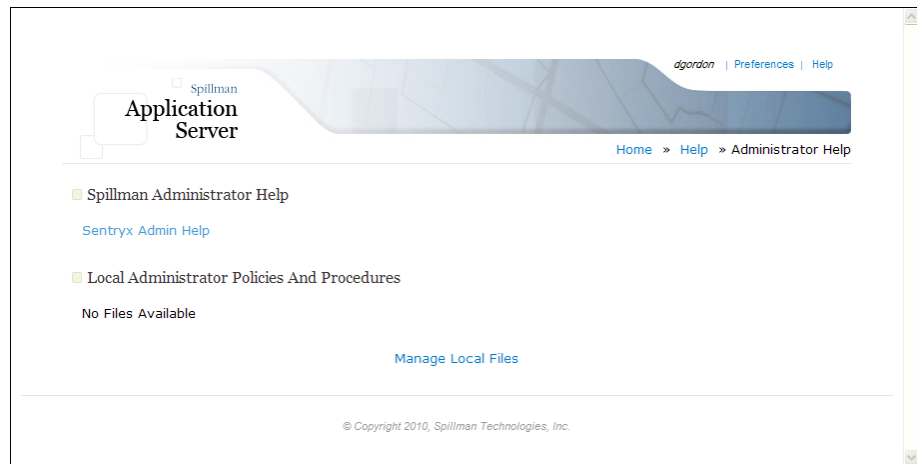 dgordon | Preferences | Help
Spillman
Application
Server
Home » Help » Administrator Help
Spillman Administrator Help
Sentryx Admin Help
Local Administrator Policies And Procedures
No Files Available
Manage Local Files
© Copyright 2010, Spillman Technologies, Inc.